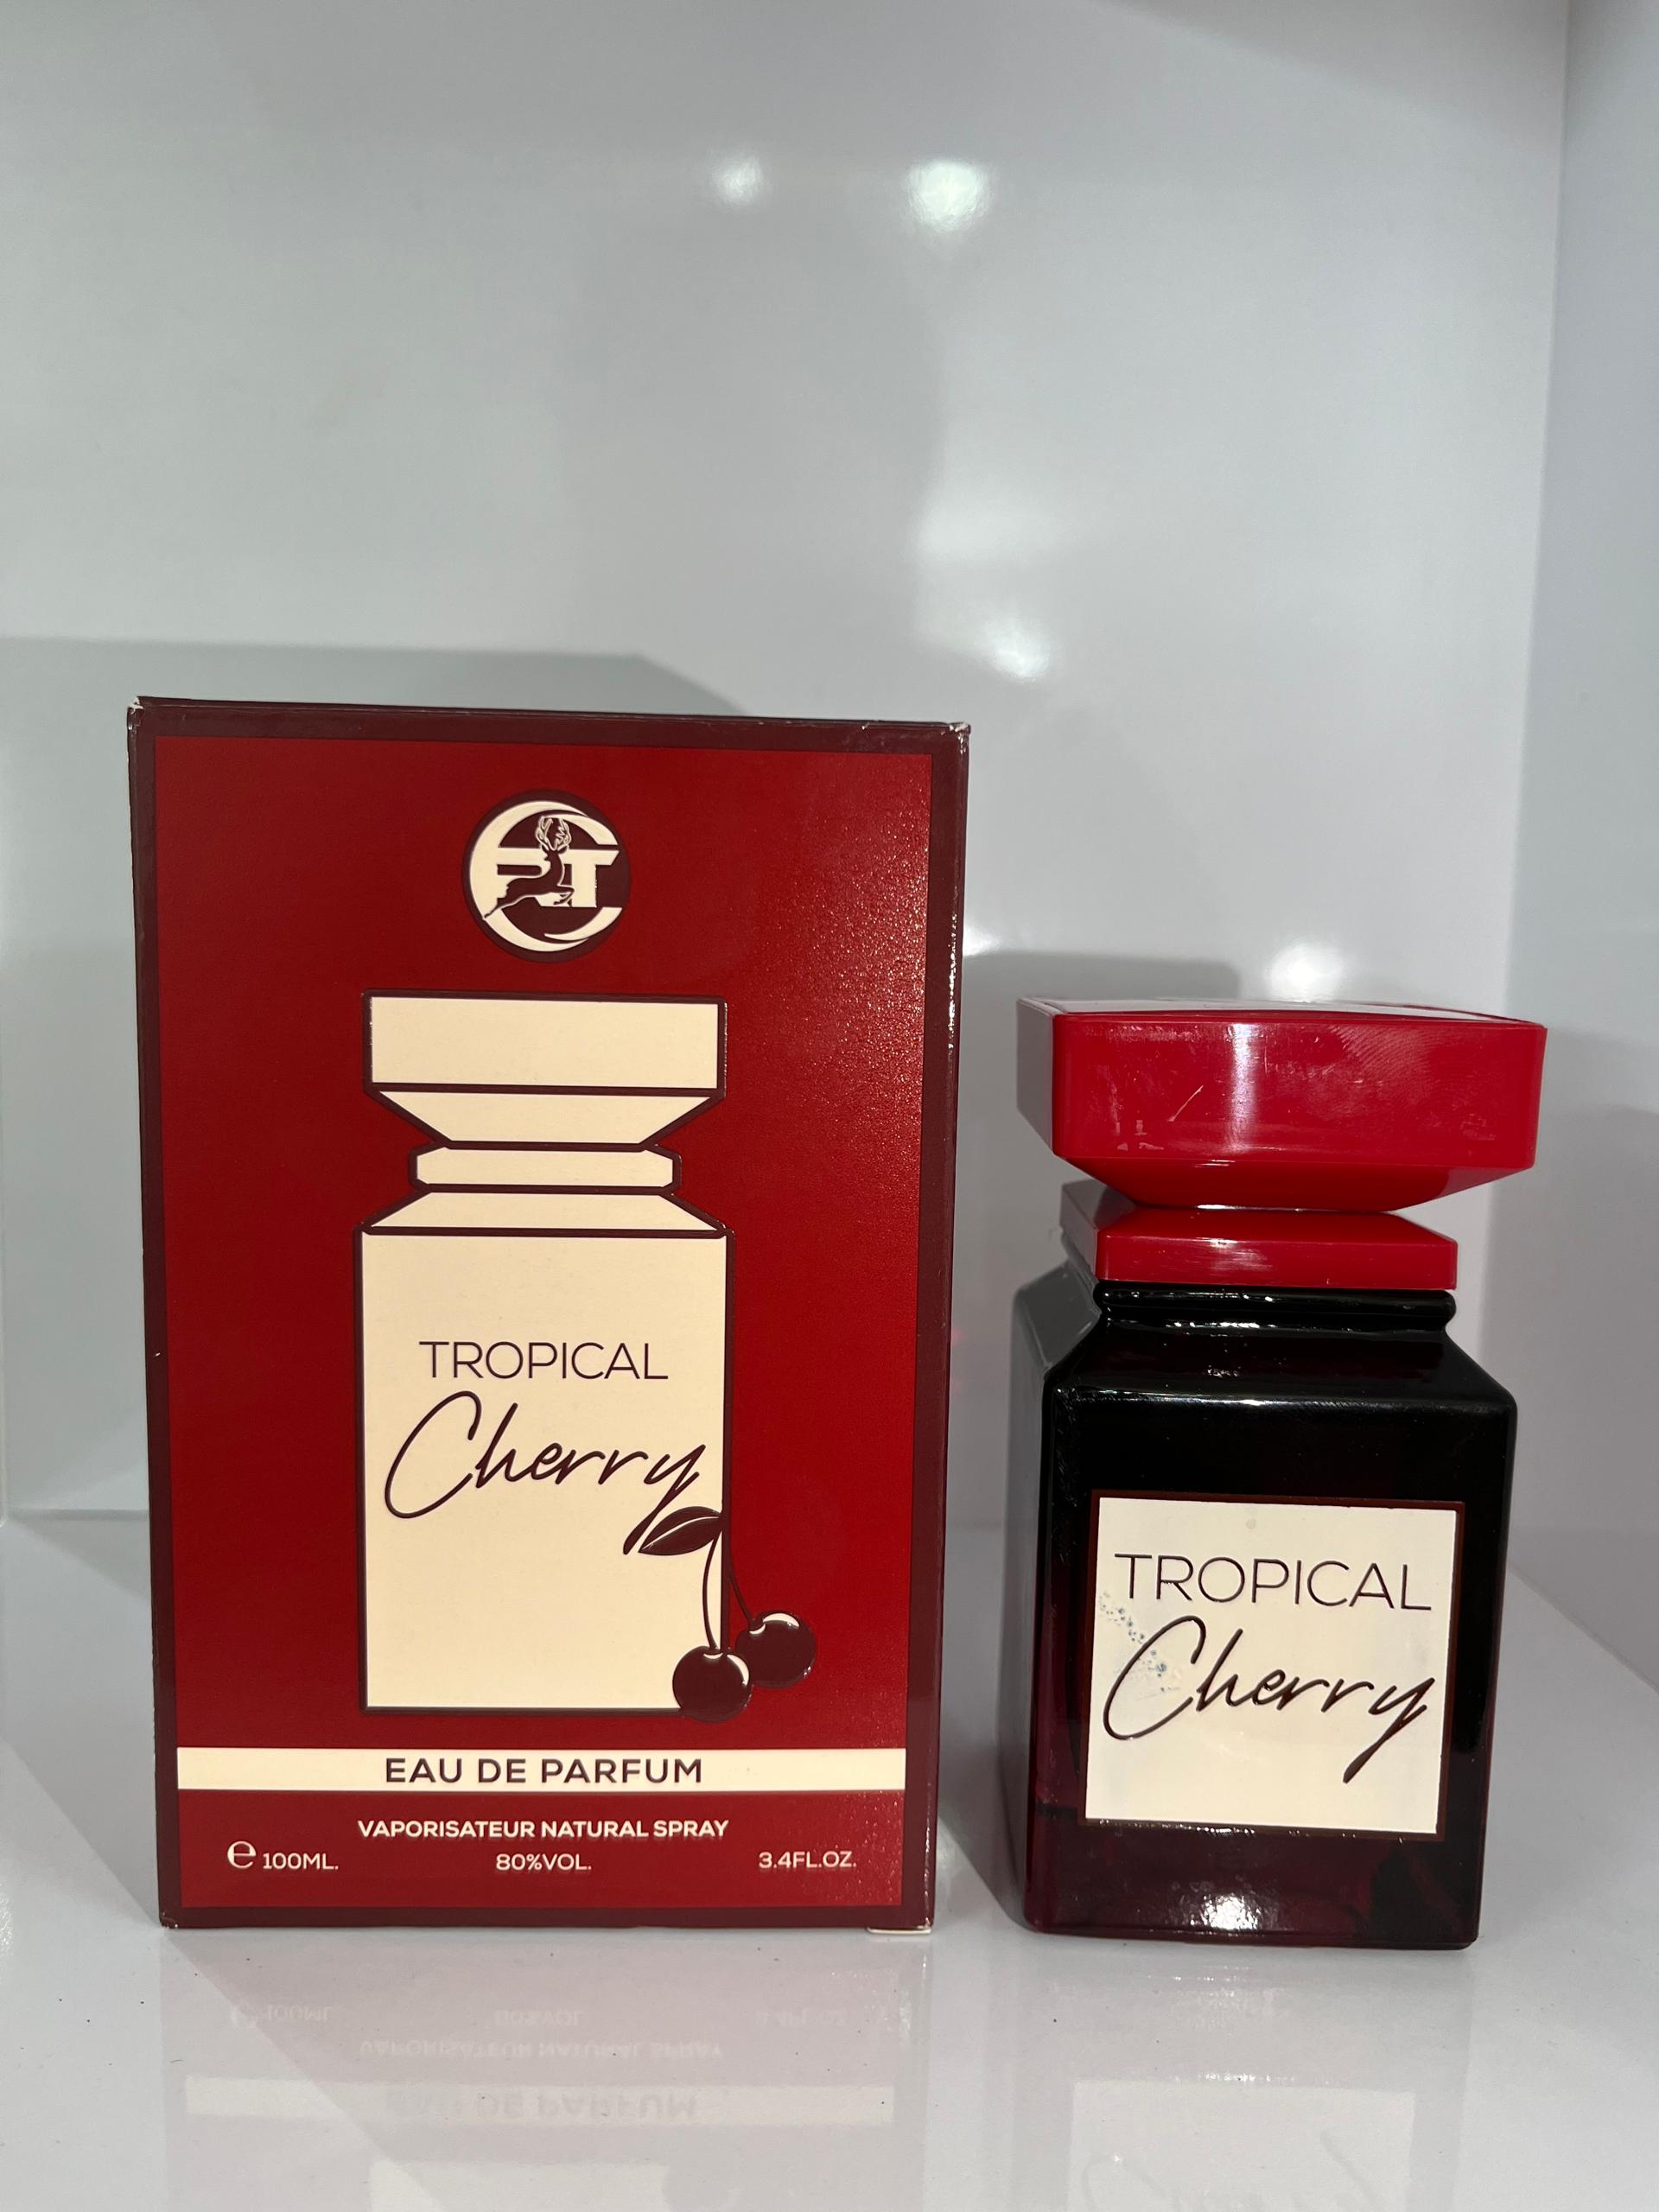 TROPICAL
Cherry
EAU DE PARFUM
VAPORISATEUR NATURAL SPRAY
℮ 100ML. 80%VOL. 3.4FL.OZ.
TROPICAL
Cherry